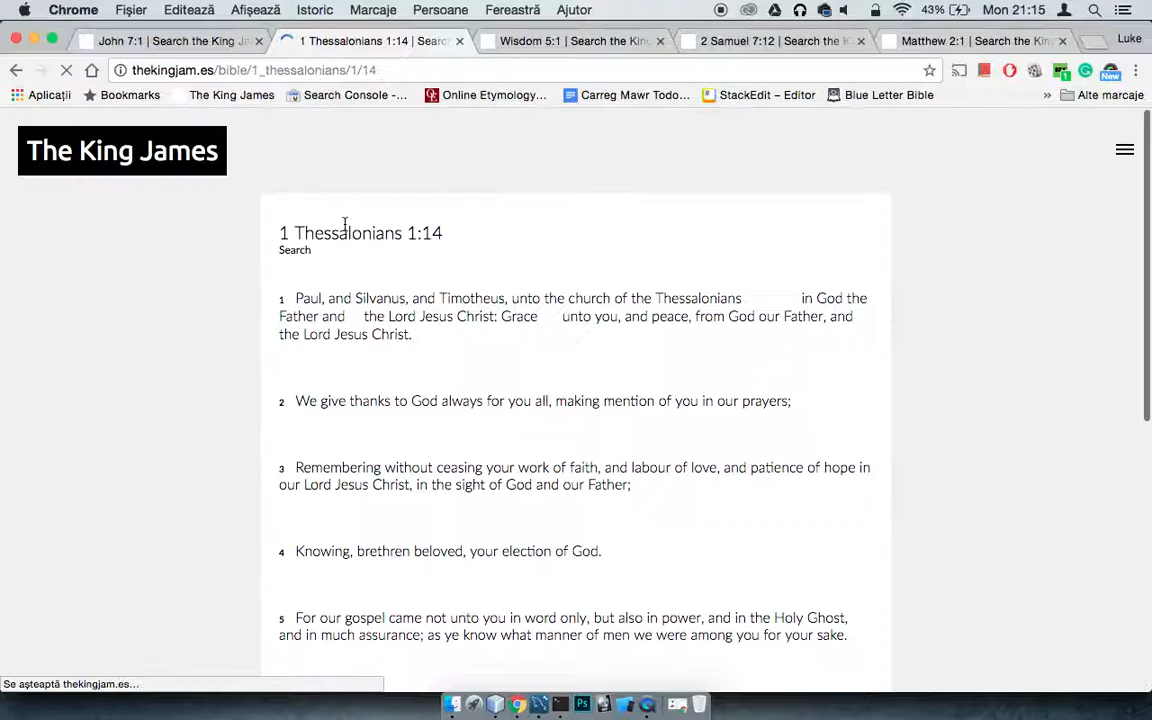 Chrome Fișier Editează Afișează Istoric Marcaje Persoane Fereastră Ajutor 43% Mon 21:15
John 7:1 | Search the King Ja 1 Thessalonians 1:14 | Searc Wisdom 5:1 | Search the Kin 2 Samuel 7:12 | Search the K Matthew 2:1 | Search the Kin Luke
thekingjam.es/bible/1_thessalonians/1/14 New
Aplicații Bookmarks The King James Search Console -... Online Etymology... Carreg Mawr Todo... StackEdit – Editor Blue Letter Bible » Alte marcaje
The King James
1 Thessalonians 1:14
Search
1 Paul, and Silvanus, and Timotheus, unto the church of the Thessalonians in God the
Father and the Lord Jesus Christ: Grace unto you, and peace, from God our Father, and
the Lord Jesus Christ.
2 We give thanks to God always for you all, making mention of you in our prayers;
3 Remembering without ceasing your work of faith, and labour of love, and patience of hope in
our Lord Jesus Christ, in the sight of God and our Father;
4 Knowing, brethren beloved, your election of God.
5 For our gospel came not unto you in word only, but also in power, and in the Holy Ghost,
and in much assurance; as ye know what manner of men we were among you for your sake.
Se așteaptă thekingjam.es...
Ps